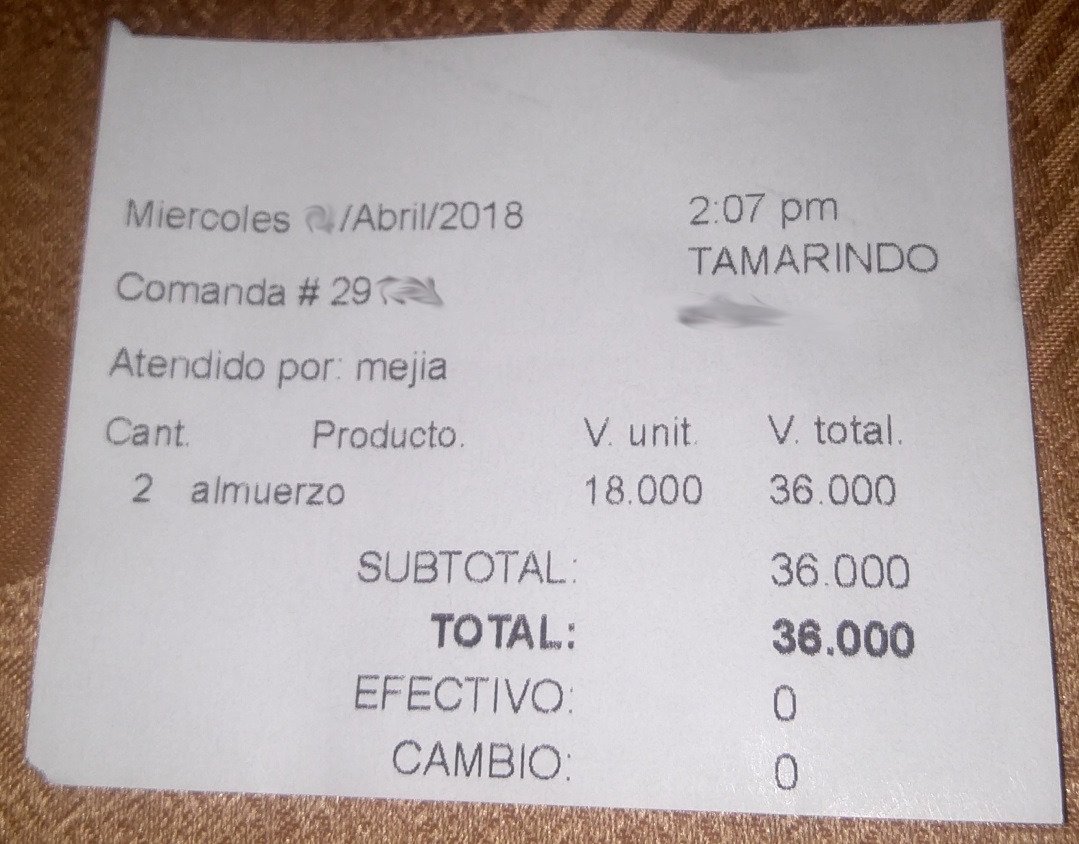 Miercoles /Abril/2018 2:07 pm
TAMARINDO
Comanda # 29
Atendido por: mejia
Cant. Producto. V. unit. V. total.
2 almuerzo 18.000 36.000
SUBTOTAL: 36.000
TOTAL: 36.000
EFECTIVO: 0
CAMBIO: 0